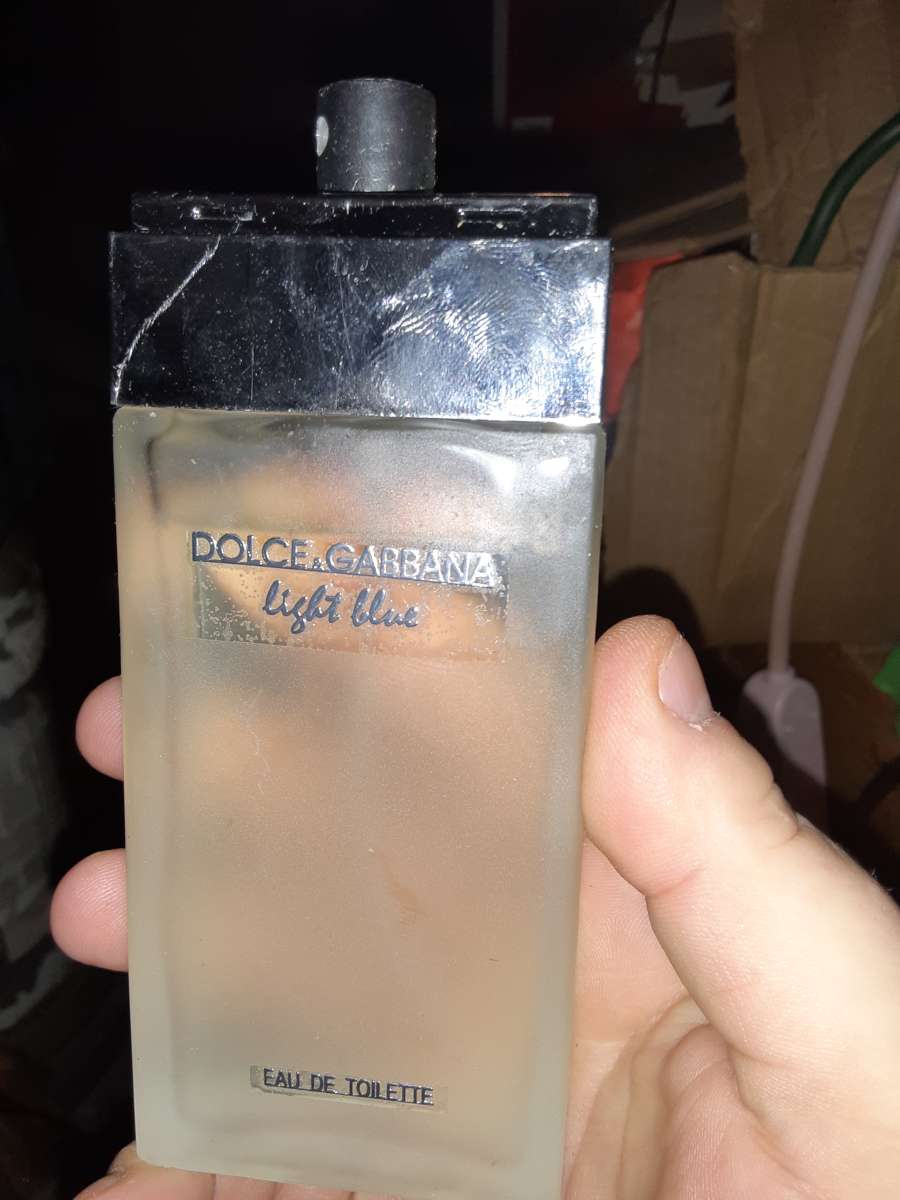 DOLCE & GABBANA
light blue
EAU DE TOILETTE